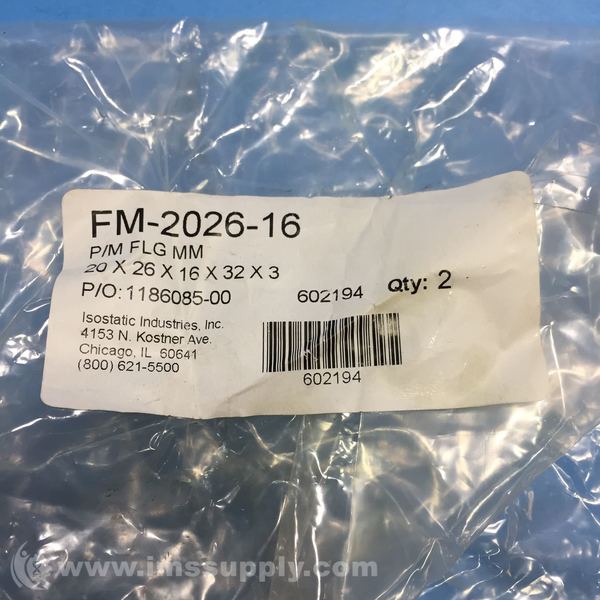 FM-2026-16
P/M FLG MM
20 X 26 X 16 X 32 X 3
P/O: 1186085-00 602194 Qty: 2
Isostatic Industries, Inc.
4153 N. Kostner Ave.
Chicago, IL 60641
(800) 621-5500
602194
www.imssupply.com